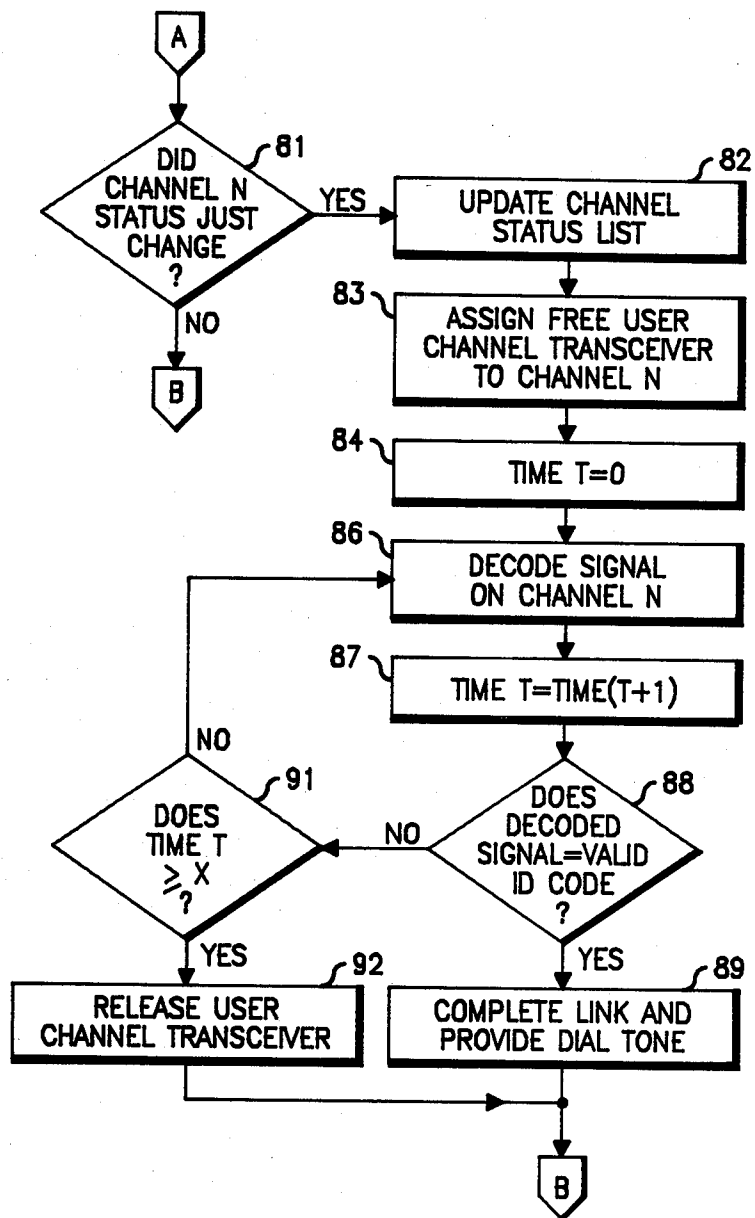 A
DID
CHANNEL N
STATUS JUST
CHANGE
?
81
YES
NO
B
82
UPDATE CHANNEL
STATUS LIST
83
ASSIGN FREE USER
CHANNEL TRANSCEIVER
TO CHANNEL N
84
TIME T=0
86
DECODE SIGNAL
ON CHANNEL N
87
TIME T=TIME(T+1)
88
DOES
DECODED
SIGNAL=VALID
ID CODE
?
NO
YES
91
DOES
TIME T
≥ X
?
NO
YES
92
RELEASE USER
CHANNEL TRANSCEIVER
89
COMPLETE LINK AND
PROVIDE DIAL TONE
B